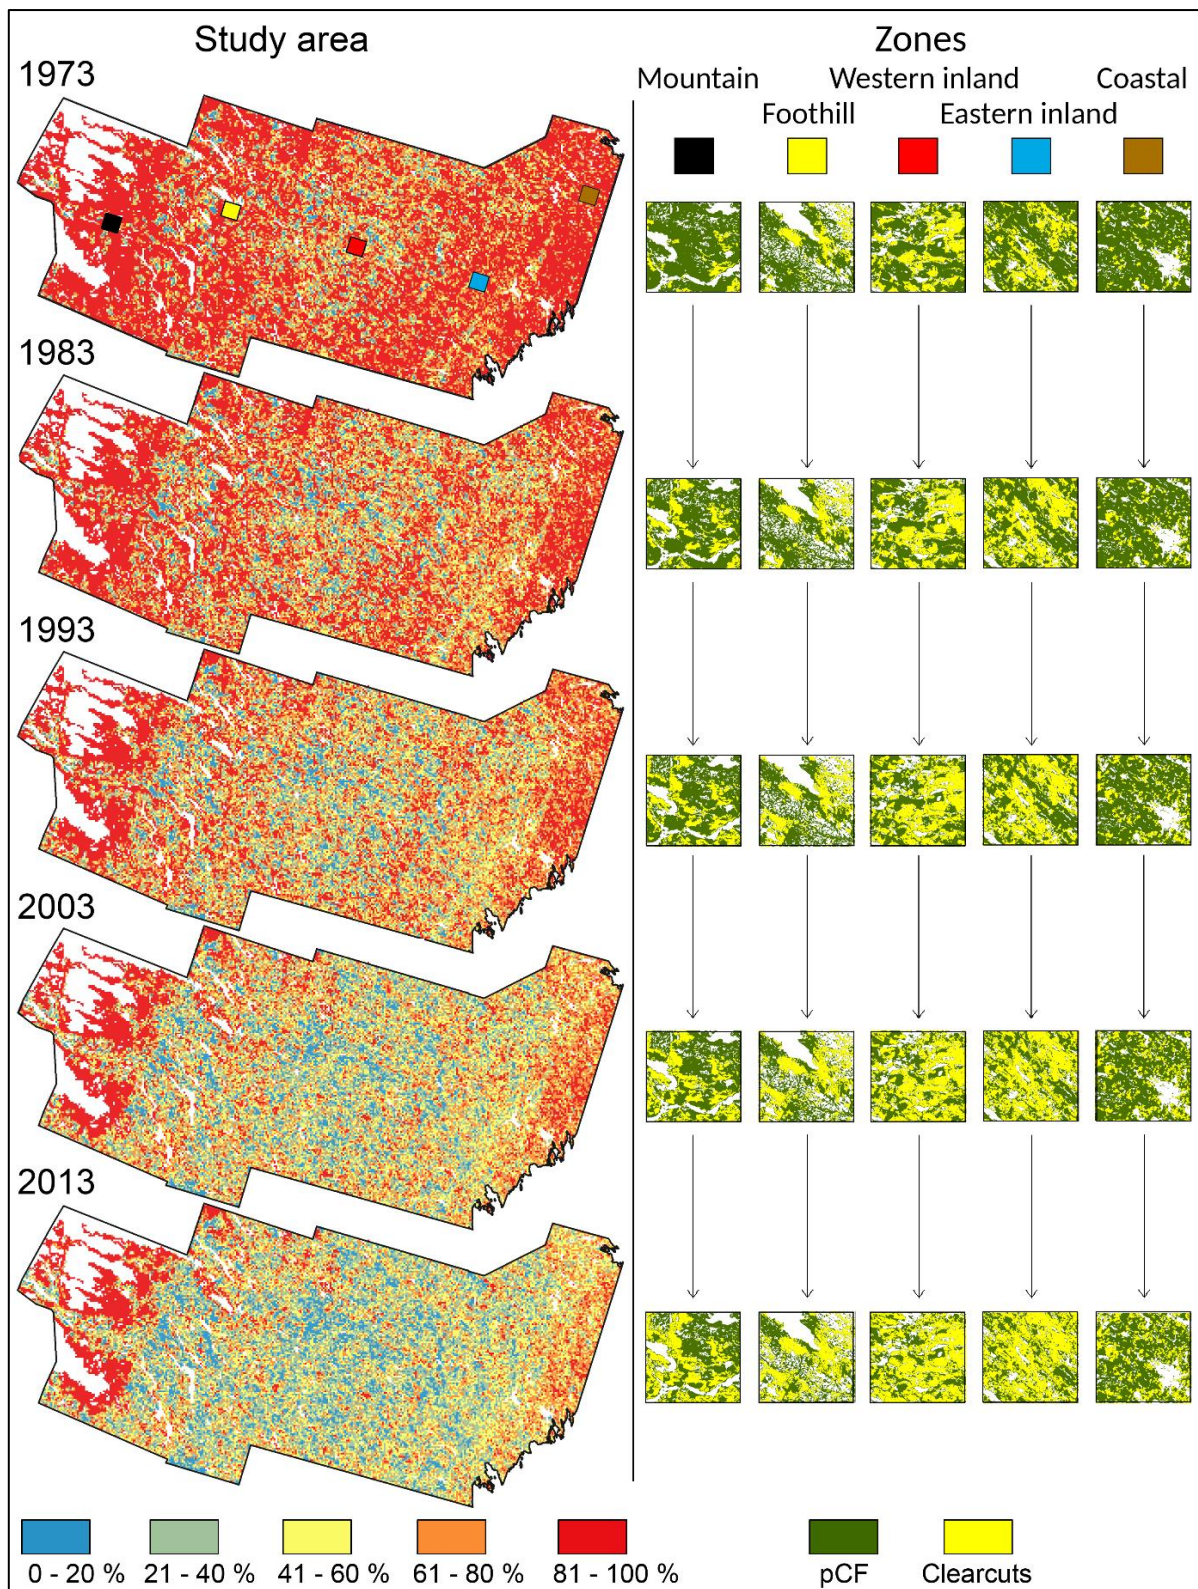 Study area
Zones
1973
Mountain Western inland Coastal
Foothill Eastern inland
1983
1993
2003
2013
0 - 20 % 21 - 40 % 41 - 60 % 61 - 80 % 81 - 100 % pCF Clearcuts